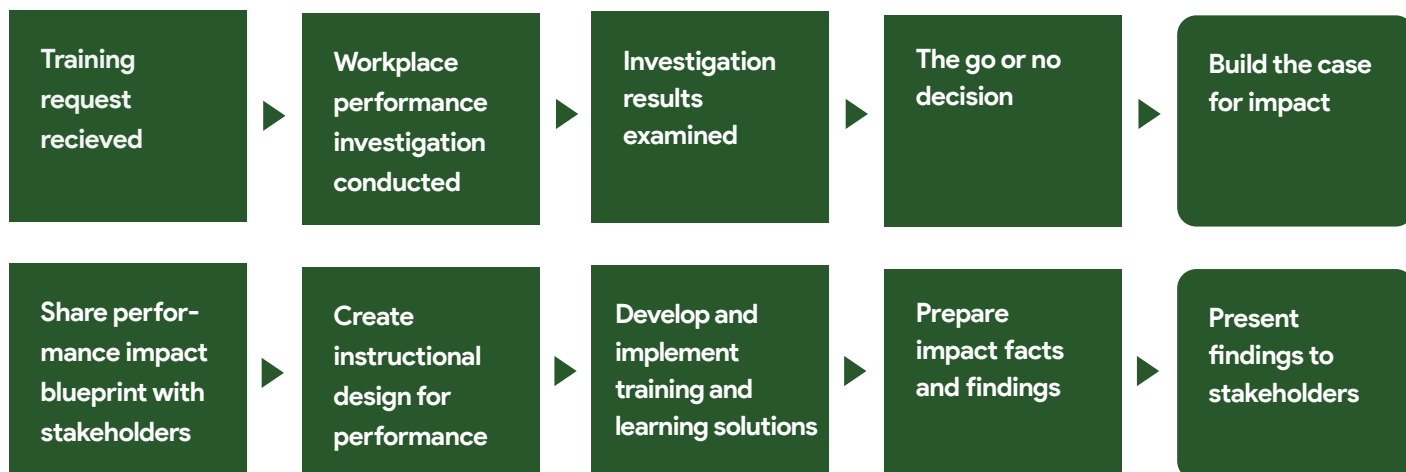 Training
request
recieved
Workplace
performance
investigation
conducted
Investigation
results
examined
The go or no
decision
Build the case
for impact
Share perfor-
mance impact
blueprint with
stakeholders
Create
instructional
design for
performance
Develop and
implement
training and
learning solutions
Prepare
impact facts
and findings
Present
findings to
stakeholders